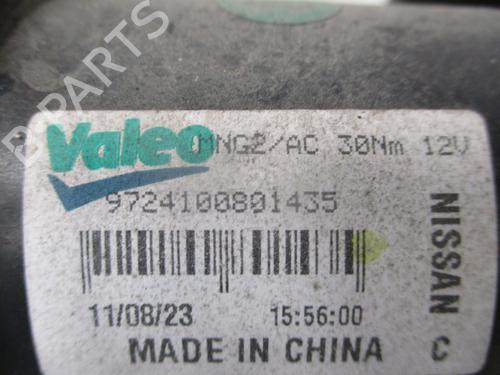 B-PARTS
Valeo MNG2/AC 30Nm 12V
9724100801435
11/08/23 15:56:00
MADE IN CHINA
NISSAN C